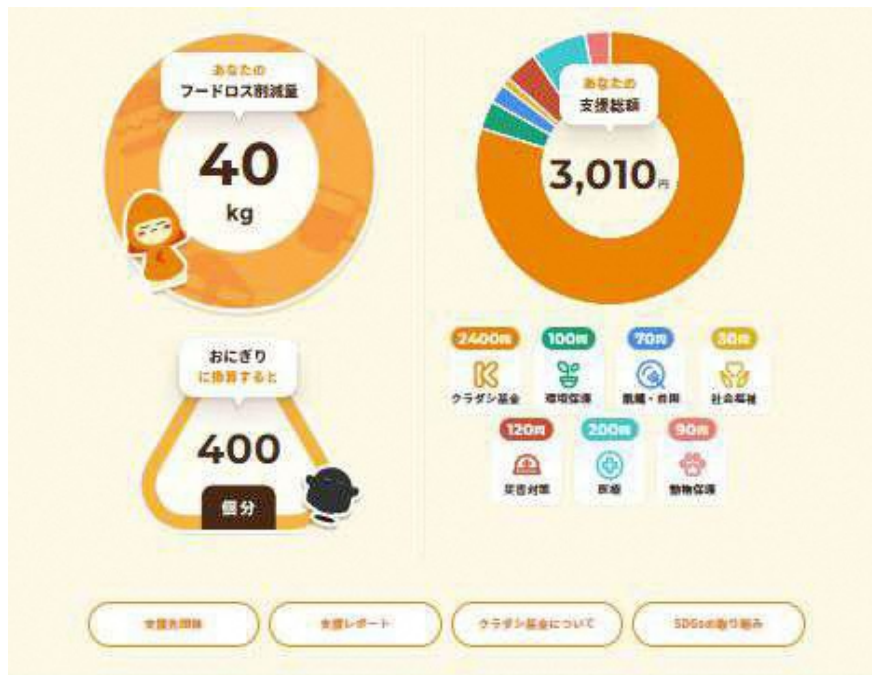 あなたの
フードロス削減量
40
kg
おにぎり
に換算すると
400
個分
あなたの
支援総額
3,010円
2400円
クラダシ基金
100円
環境保護
70円
30円
社会福祉
120円
災害対策
200円
医療
90円
動物保護
支援先団体
支援レポート
クラダシ基金について
SDGsの取り組み